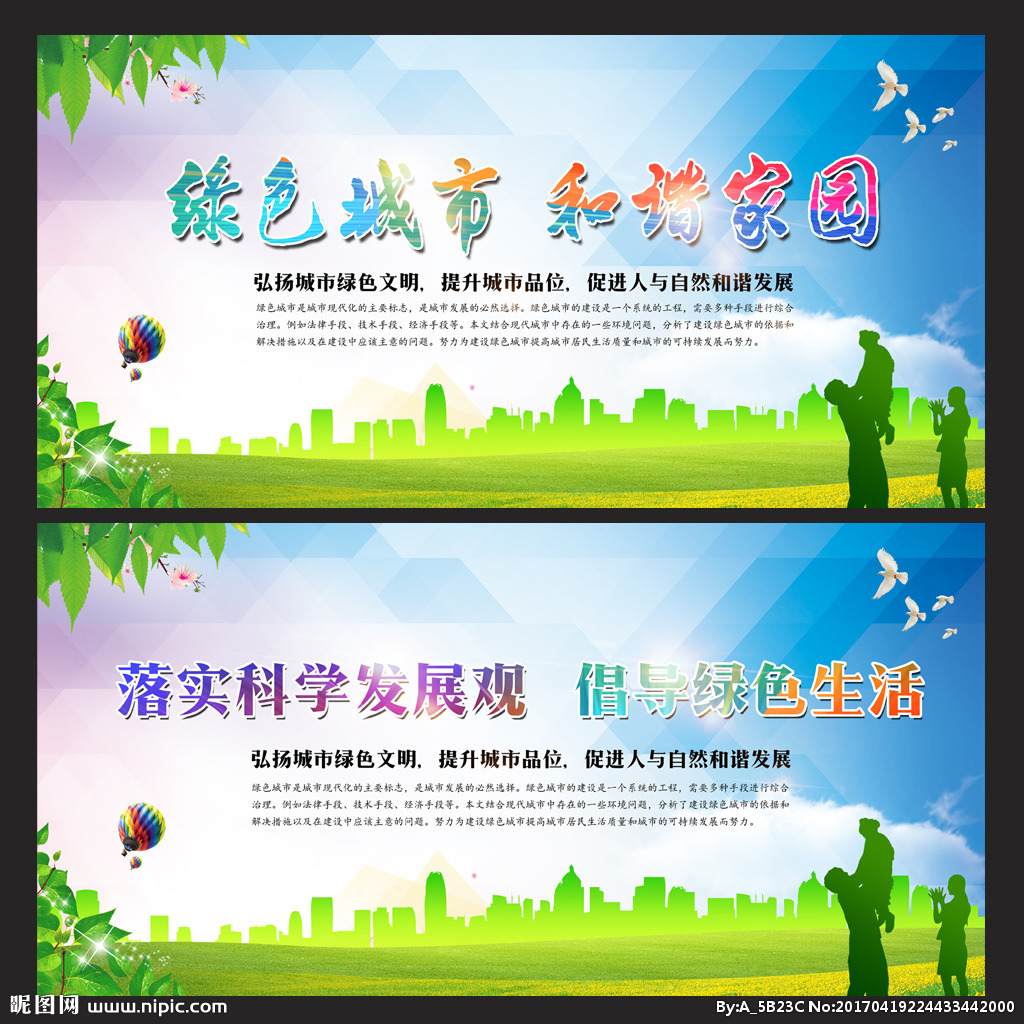 绿色城市 和谐家园
弘扬城市绿色文明，提升城市品位，促进人与自然和谐发展
绿色城市是城市现代化的主要标志，是城市发展的必然选择。绿色城市的建设是一个系统的工程，需要多种手段进行综合
治理。例如法律手段、技术手段、经济手段等。本文结合现代城市中存在的一些环境问题，分析了建设绿色城市的依据和
解决措施以及在建设中应该主意的问题。努力为建设绿色城市提高城市居民生活质量和城市的可持续发展而努力。
落实科学发展观 倡导绿色生活
弘扬城市绿色文明，提升城市品位，促进人与自然和谐发展
绿色城市是城市现代化的主要标志，是城市发展的必然选择。绿色城市的建设是一个系统的工程，需要多种手段进行综合
治理。例如法律手段、技术手段、经济手段等。本文结合现代城市中存在的一些环境问题，分析了建设绿色城市的依据和
解决措施以及在建设中应该主意的问题。努力为建设绿色城市提高城市居民生活质量和城市的可持续发展而努力。
昵图网 www.nipic.com
By:A_5B23C No:20170419224433442000